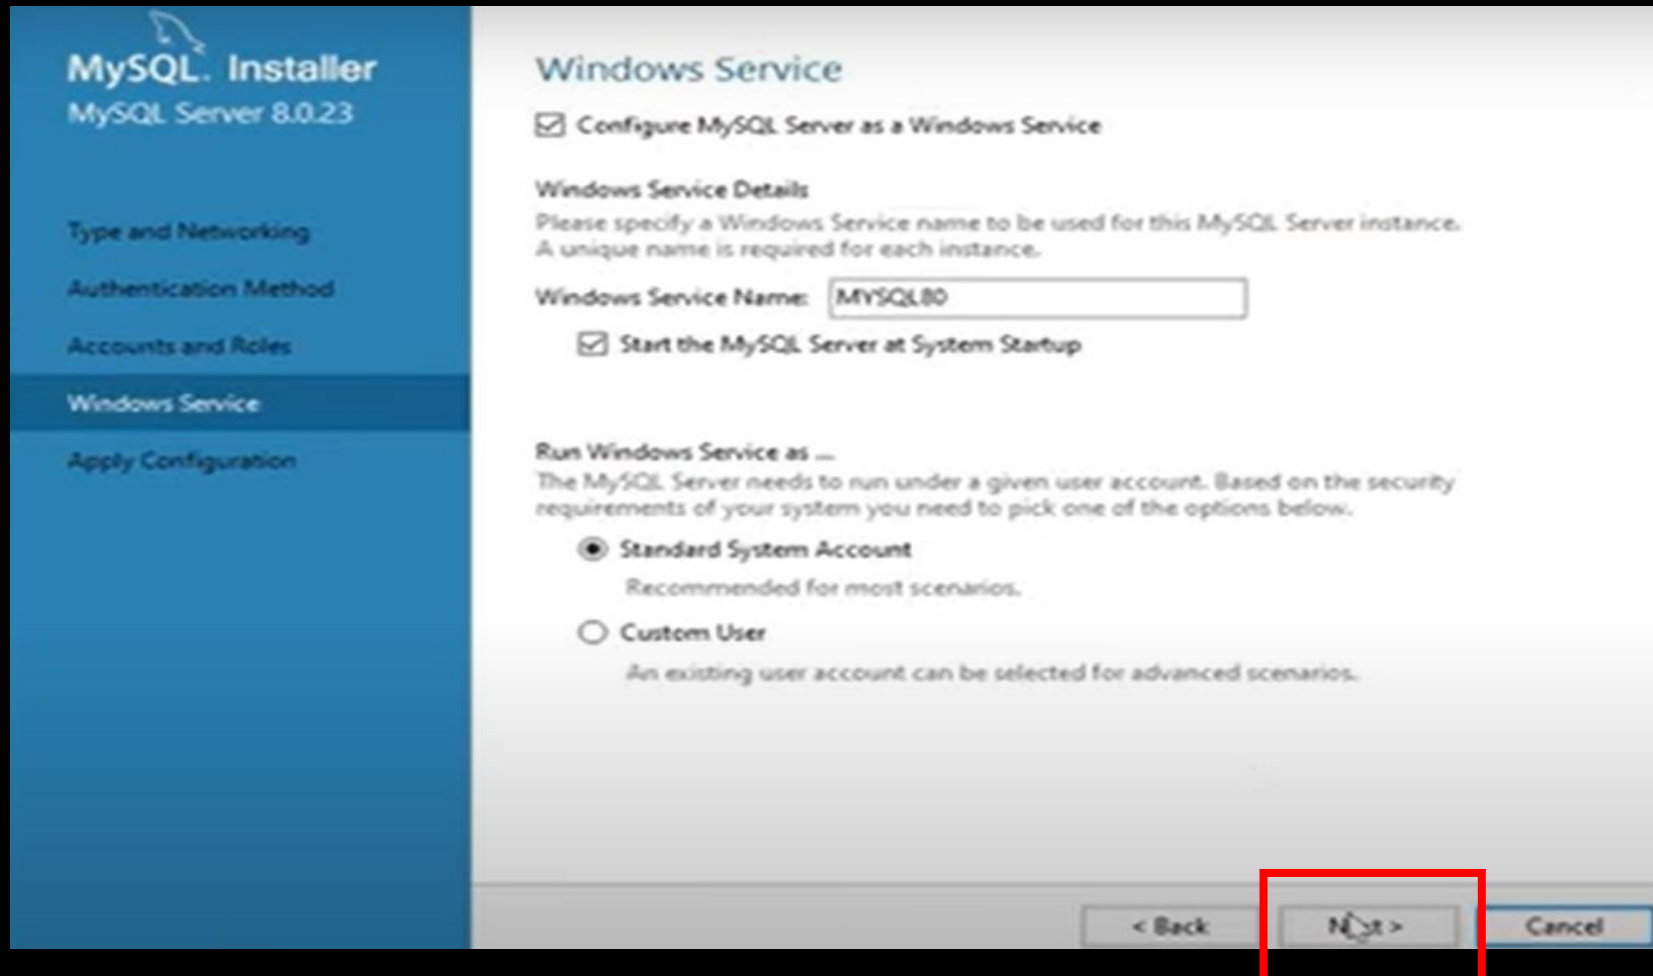 MySQL. Installer
MySQL Server 8.0.23
Type and Networking
Authentication Method
Accounts and Roles
Windows Service
Apply Configuration
Windows Service
Configure MySQL Server as a Windows Service
Windows Service Details
Please specify a Windows Service name to be used for this MySQL Server instance.
A unique name is required for each instance.
Windows Service Name: MYSQL80
Start the MySQL Server at System Startup
Run Windows Service as ...
The MySQL Server needs to run under a given user account. Based on the security
requirements of your system you need to pick one of the options below.
Standard System Account
Recommended for most scenarios.
Custom User
An existing user account can be selected for advanced scenarios.
< Back Next > Cancel